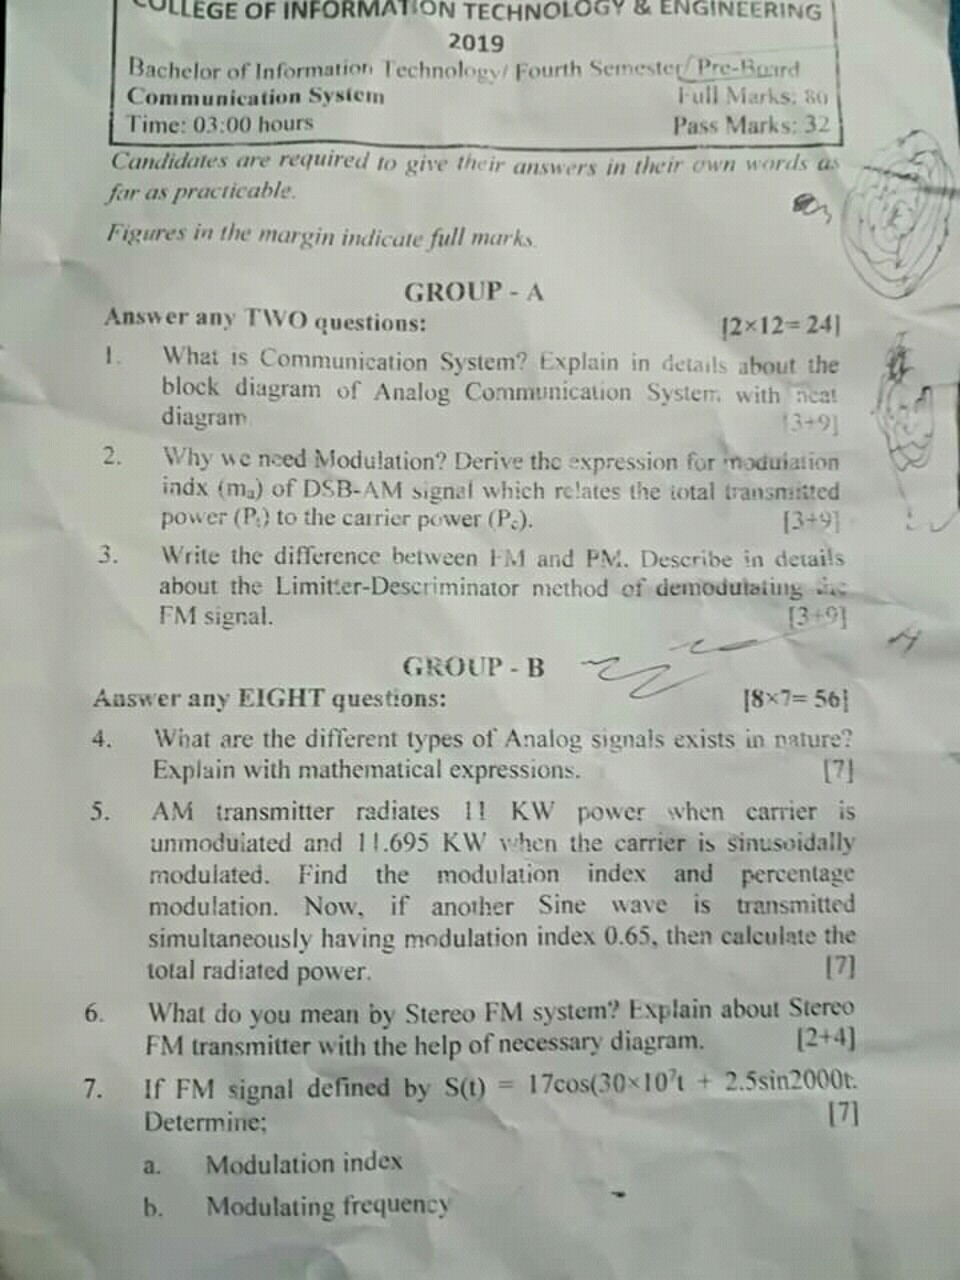 COLLEGE OF INFORMATION TECHNOLOGY & ENGINEERING
2019
Bachelor of Information Technology/ Fourth Semester/ Pre-Board
Communication System Full Marks: 80
Time: 03:00 hours Pass Marks: 32
Candidates are required to give their answers in their own words as
far as practicable.
Figures in the margin indicate full marks.
GROUP - A
Answer any TWO questions: [2×12= 24]
1. What is Communication System? Explain in details about the
block diagram of Analog Communication System with neat
diagram [3+9]
2. Why we need Modulation? Derive the expression for modulation
indx (mₐ) of DSB-AM signal which relates the total transmitted
power (Pₜ) to the carrier power (P꜀). [3+9]
3. Write the difference between FM and PM. Describe in details
about the Limitter-Descriminator method of demodulating the
FM signal. [3+9]
GROUP - B
Answer any EIGHT questions: [8×7= 56]
4. What are the different types of Analog signals exists in nature?
Explain with mathematical expressions. [7]
5. AM transmitter radiates 11 KW power when carrier is
unmodulated and 11.695 KW when the carrier is sinusoidally
modulated. Find the modulation index and percentage
modulation. Now, if another Sine wave is transmitted
simultaneously having modulation index 0.65, then calculate the
total radiated power. [7]
6. What do you mean by Stereo FM system? Explain about Stereo
FM transmitter with the help of necessary diagram. [2+4]
7. If FM signal defined by S(t) = 17cos(30×10⁷t + 2.5sin2000t.
Determine; [7]
a. Modulation index
b. Modulating frequency